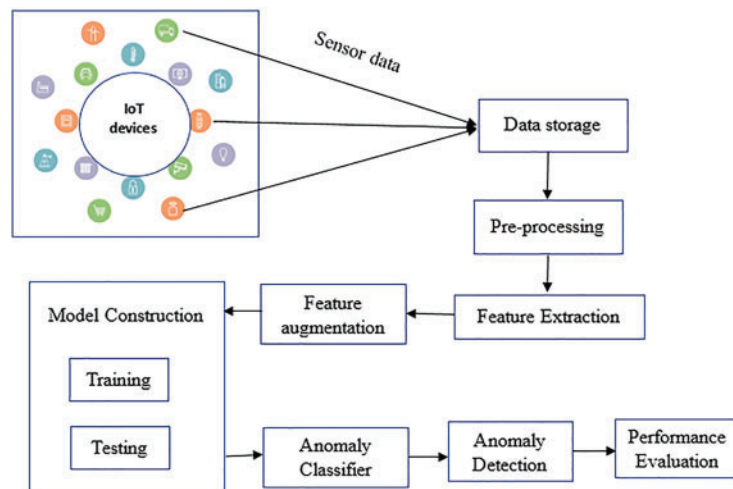 Sensor data
IoT
devices
Data storage
Pre-processing
Feature Extraction
Feature
augmentation
Model Construction
Training
Testing
Anomaly
Classifier
Anomaly
Detection
Performance
Evaluation